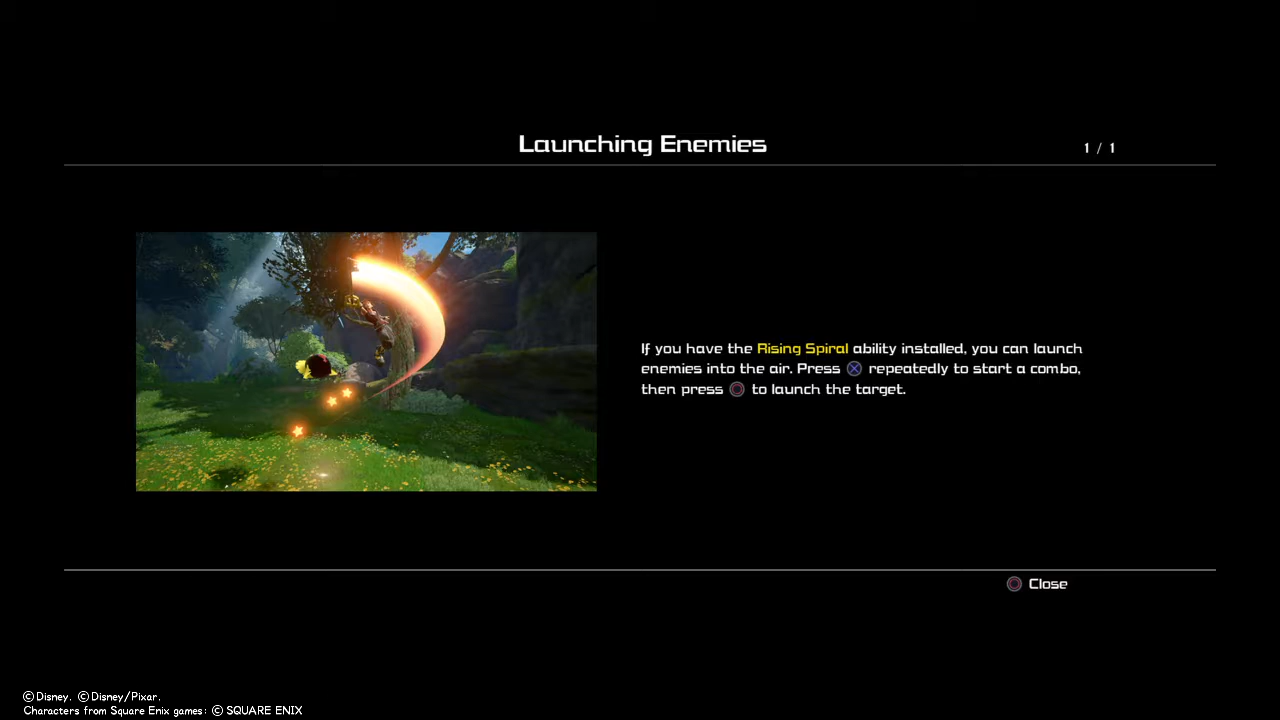 Launching Enemies
1 / 1
If you have the Rising Spiral ability installed, you can launch
enemies into the air. Press ⊗ repeatedly to start a combo,
then press ◯ to launch the target.
◯ Close
©Disney. ©Disney/Pixar.
Characters from Square Enix games: © SQUARE ENIX